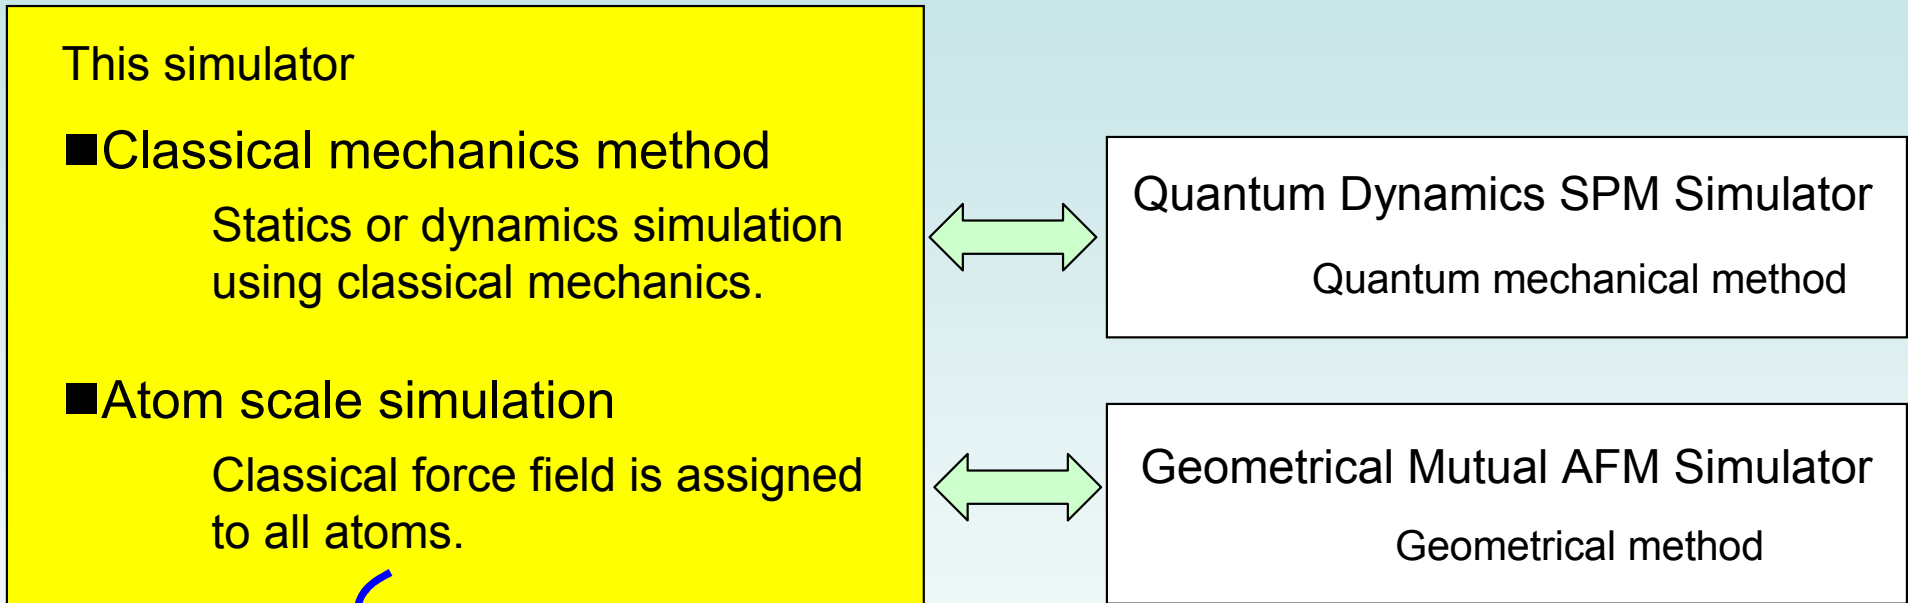 This simulator
■Classical mechanics method
Statics or dynamics simulation
using classical mechanics.
■Atom scale simulation
Classical force field is assigned
to all atoms.
Quantum Dynamics SPM Simulator
Quantum mechanical method
Geometrical Mutual AFM Simulator
Geometrical method